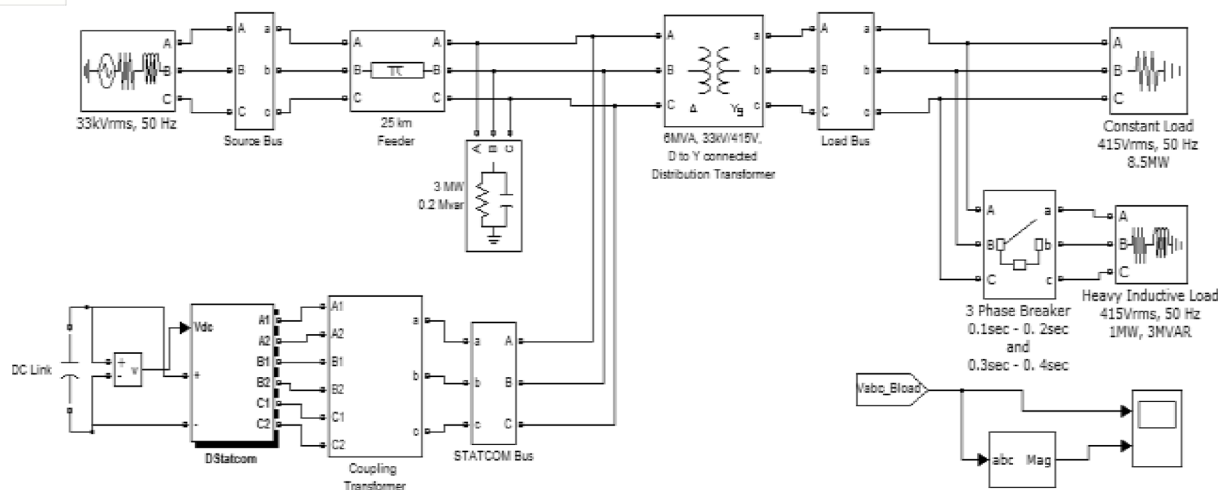 A
B
C
33kVrms, 50 Hz
A
B
C
a
b
c
Source Bus
A
B
C
A
B
C
25 km
Feeder
A
B
C
3 MW
0.2 Mvar
A
B
C
a
b
c
Δ
Yg
6MVA, 33kV/415V,
D to Y connected
Distribution Transformer
A
B
C
a
b
c
Load Bus
A
B
C
Constant Load
415Vrms, 50 Hz
8.5MW
A
B
C
a
b
c
3 Phase Breaker
0.1sec - 0. 2sec
and
0.3sec - 0. 4sec
A
B
C
Heavy Inductive Load
415Vrms, 50 Hz
1MW, 3MVAR
DC Link
+
-
v
Vdc
+
-
A1
A2
B1
B2
C1
C2
DStatcom
A1
A2
B1
B2
C1
C2
a
b
c
Coupling
Transformer
a
b
c
A
B
C
STATCOM Bus
Vabc_Bload
abc
Mag